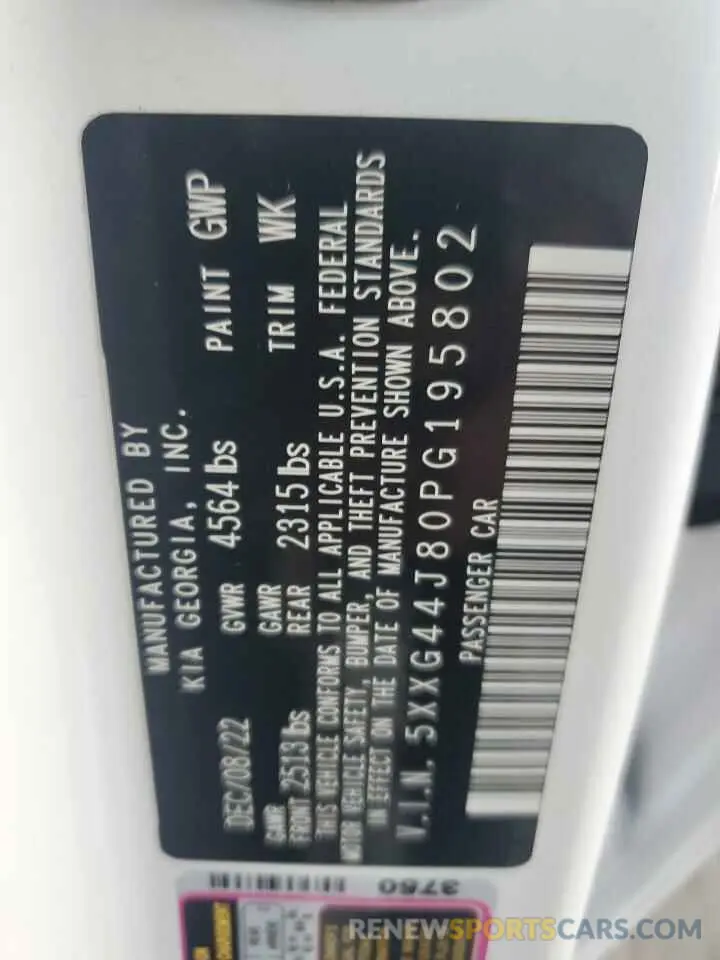 MANUFACTURED BY
KIA GEORGIA, INC.
DEC/08/22 GVWR 4564 lbs PAINT GWP
GAWR FRONT 2513 lbs GAWR REAR 2315 lbs TRIM WK
THIS VEHICLE CONFORMS TO ALL APPLICABLE U.S.A. FEDERAL
MOTOR VEHICLE SAFETY, BUMPER, AND THEFT PREVENTION STANDARDS
IN EFFECT ON THE DATE OF MANUFACTURE SHOWN ABOVE.
V.I.N. 5XXG44J80PG195802
PASSENGER CAR
3750
RENEWSPORTSCARS.COM